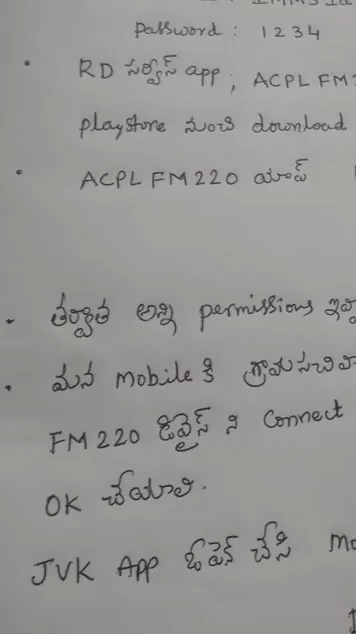 password : 1234
RD సర్వీస్ app ; ACPL FM
playstore నుంచి download
ACPL FM220 యాప్
తర్వాత అన్ని permissions
మన mobile కి
FM220 డివైస్ ని connect
OK చేయాలి.
JVK App ఓపెన్ చేసి